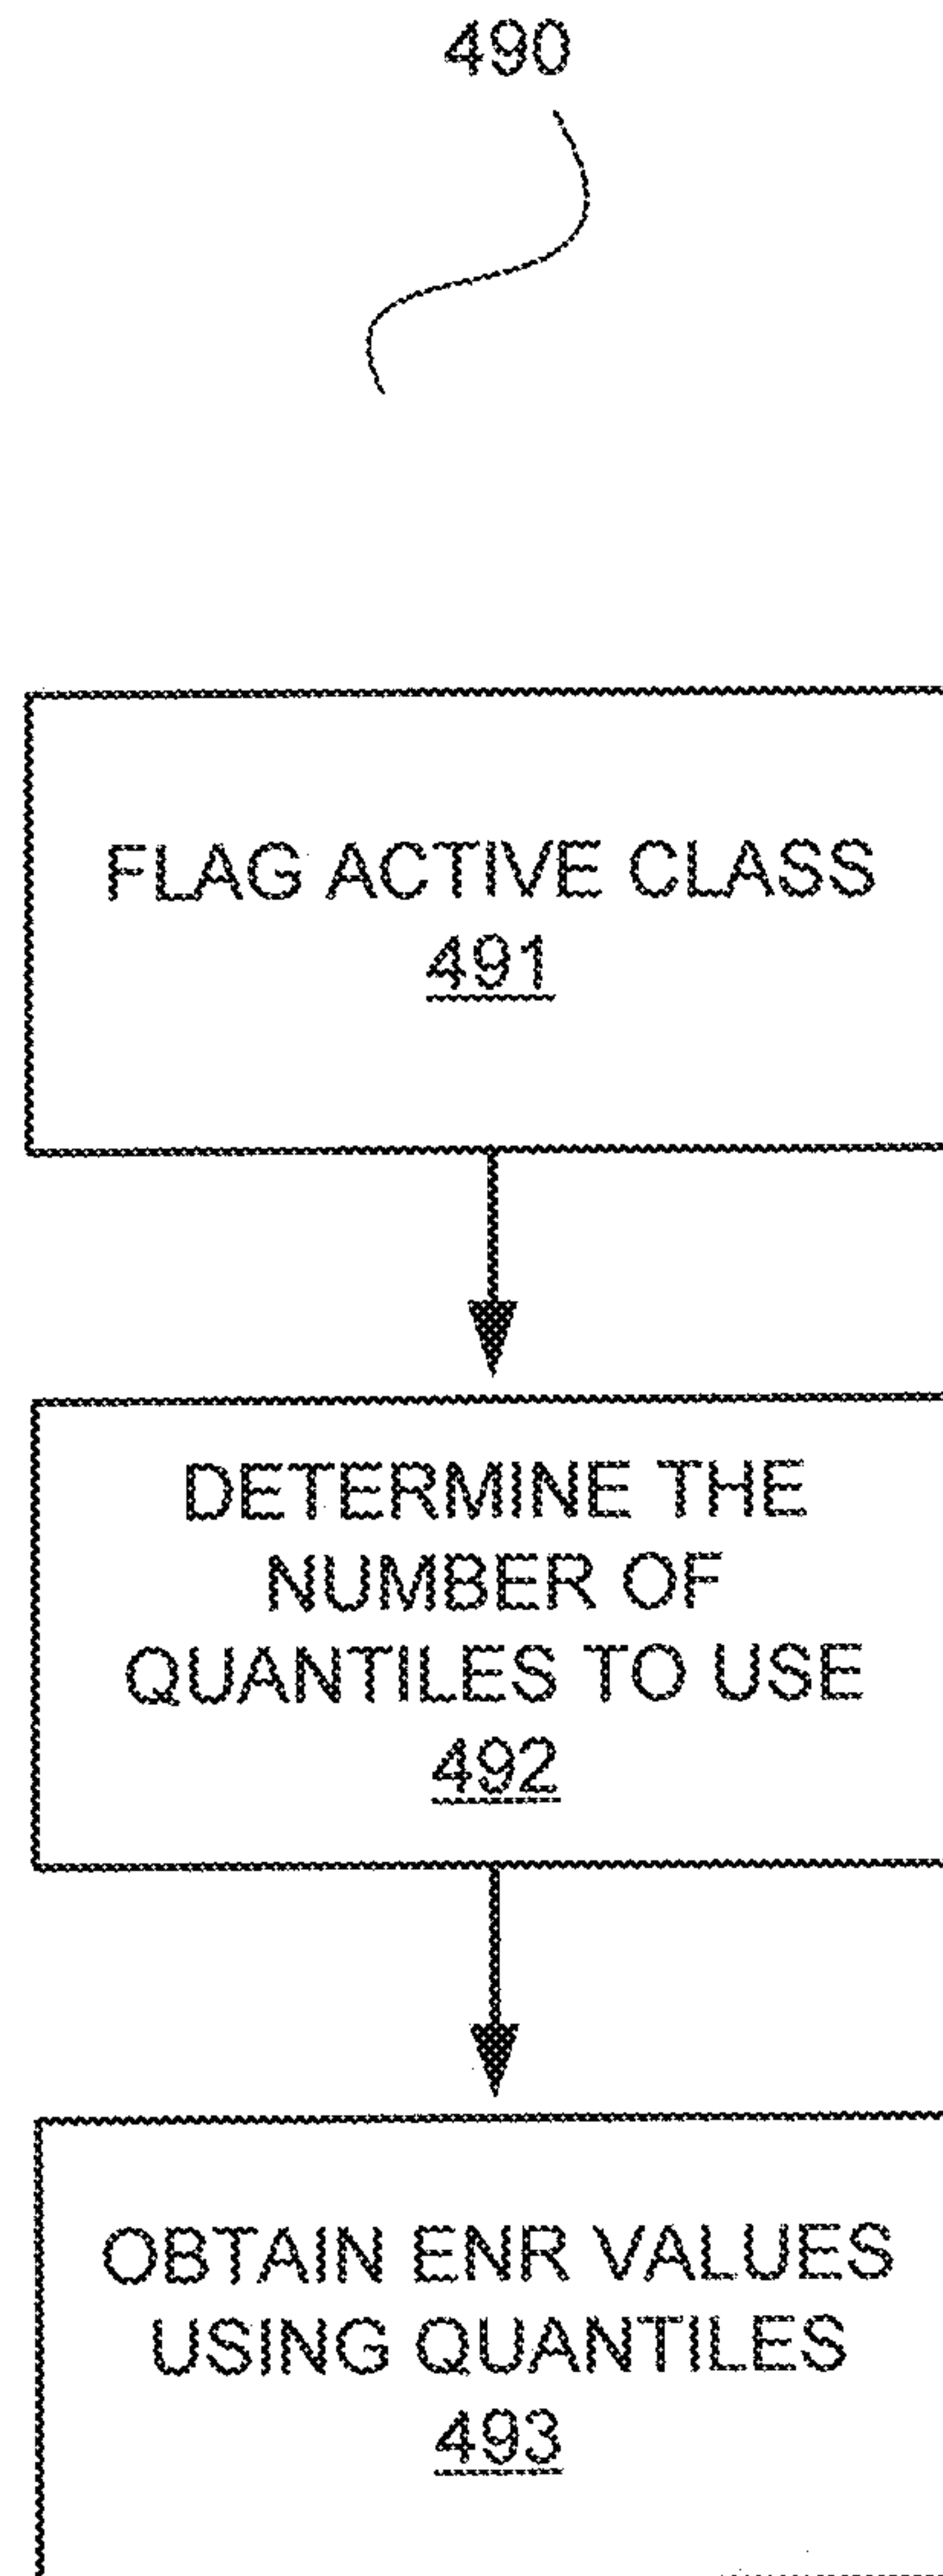 490
FLAG ACTIVE CLASS
491
DETERMINE THE
NUMBER OF
QUANTILES TO USE
492
OBTAIN ENR VALUES
USING QUANTILES
493